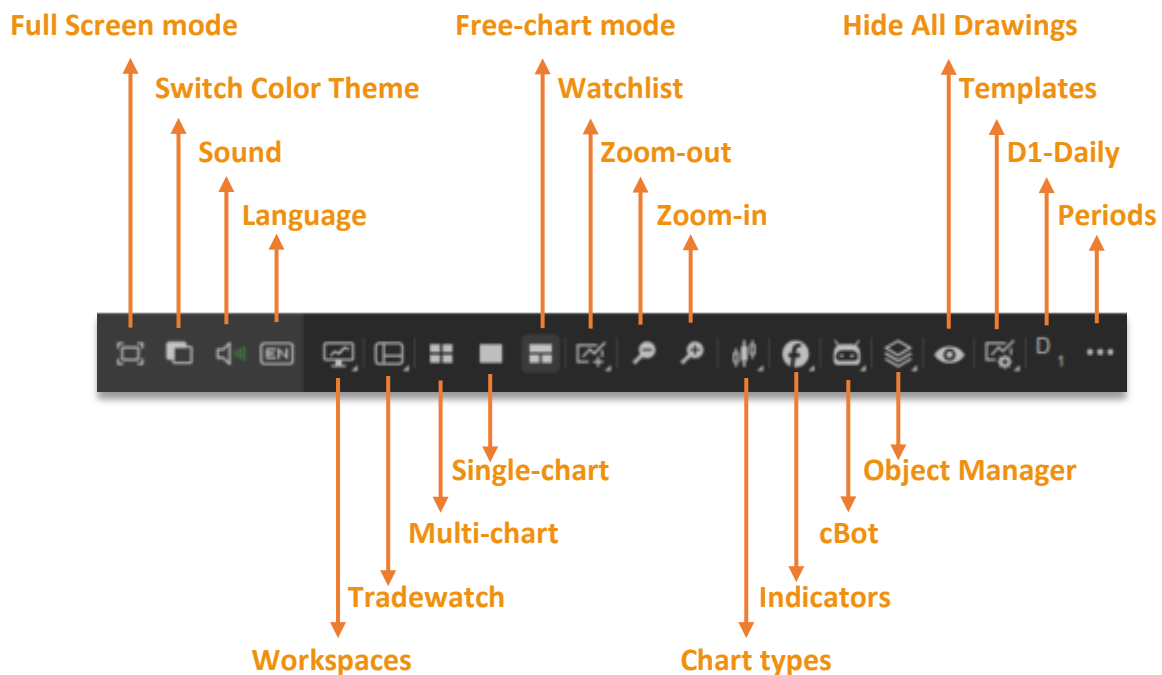 Full Screen mode
Free-chart mode
Hide All Drawings
Switch Color Theme
Watchlist
Templates
Sound
Zoom-out
D1-Daily
Language
Zoom-in
Periods
EN
D1
Single-chart
Object Manager
Multi-chart
cBot
Tradewatch
Indicators
Workspaces
Chart types